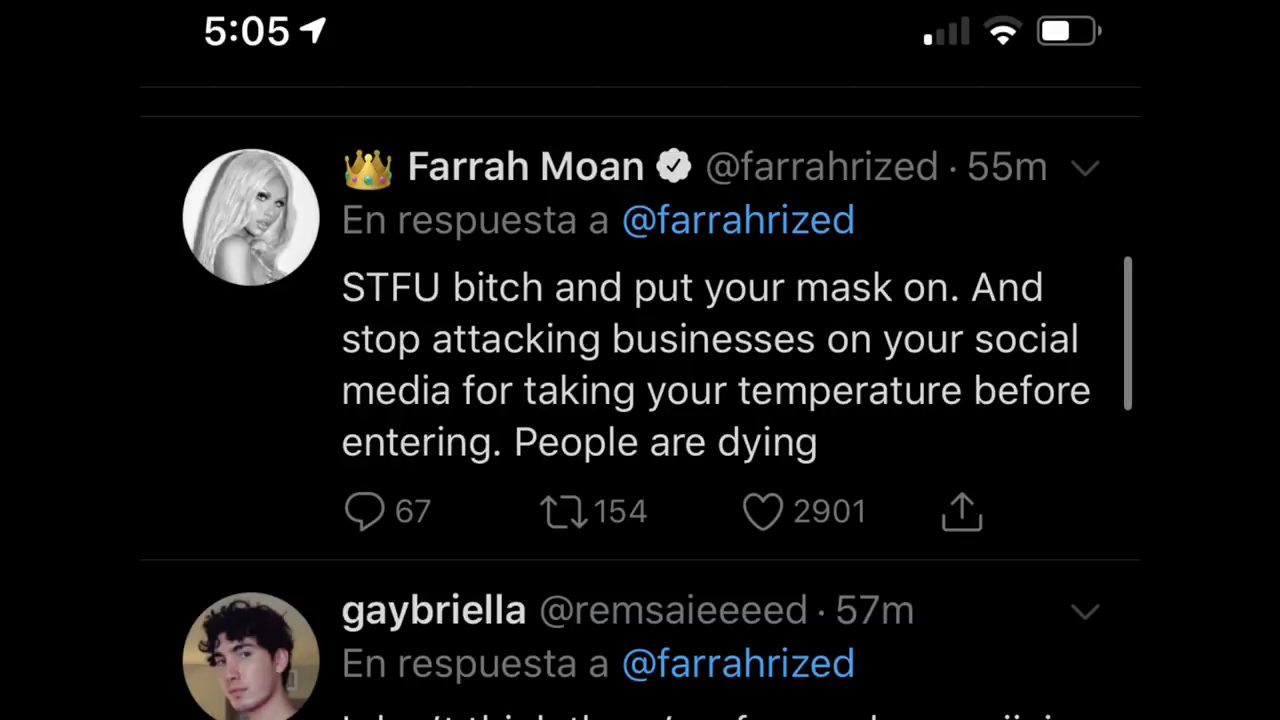 5:05
Farrah Moan @farrahrized · 55m
En respuesta a @farrahrized
STFU bitch and put your mask on. And
stop attacking businesses on your social
media for taking your temperature before
entering. People are dying
67 154 2901
gaybriella @remsaieeeed · 57m
En respuesta a @farrahrized
I don't think